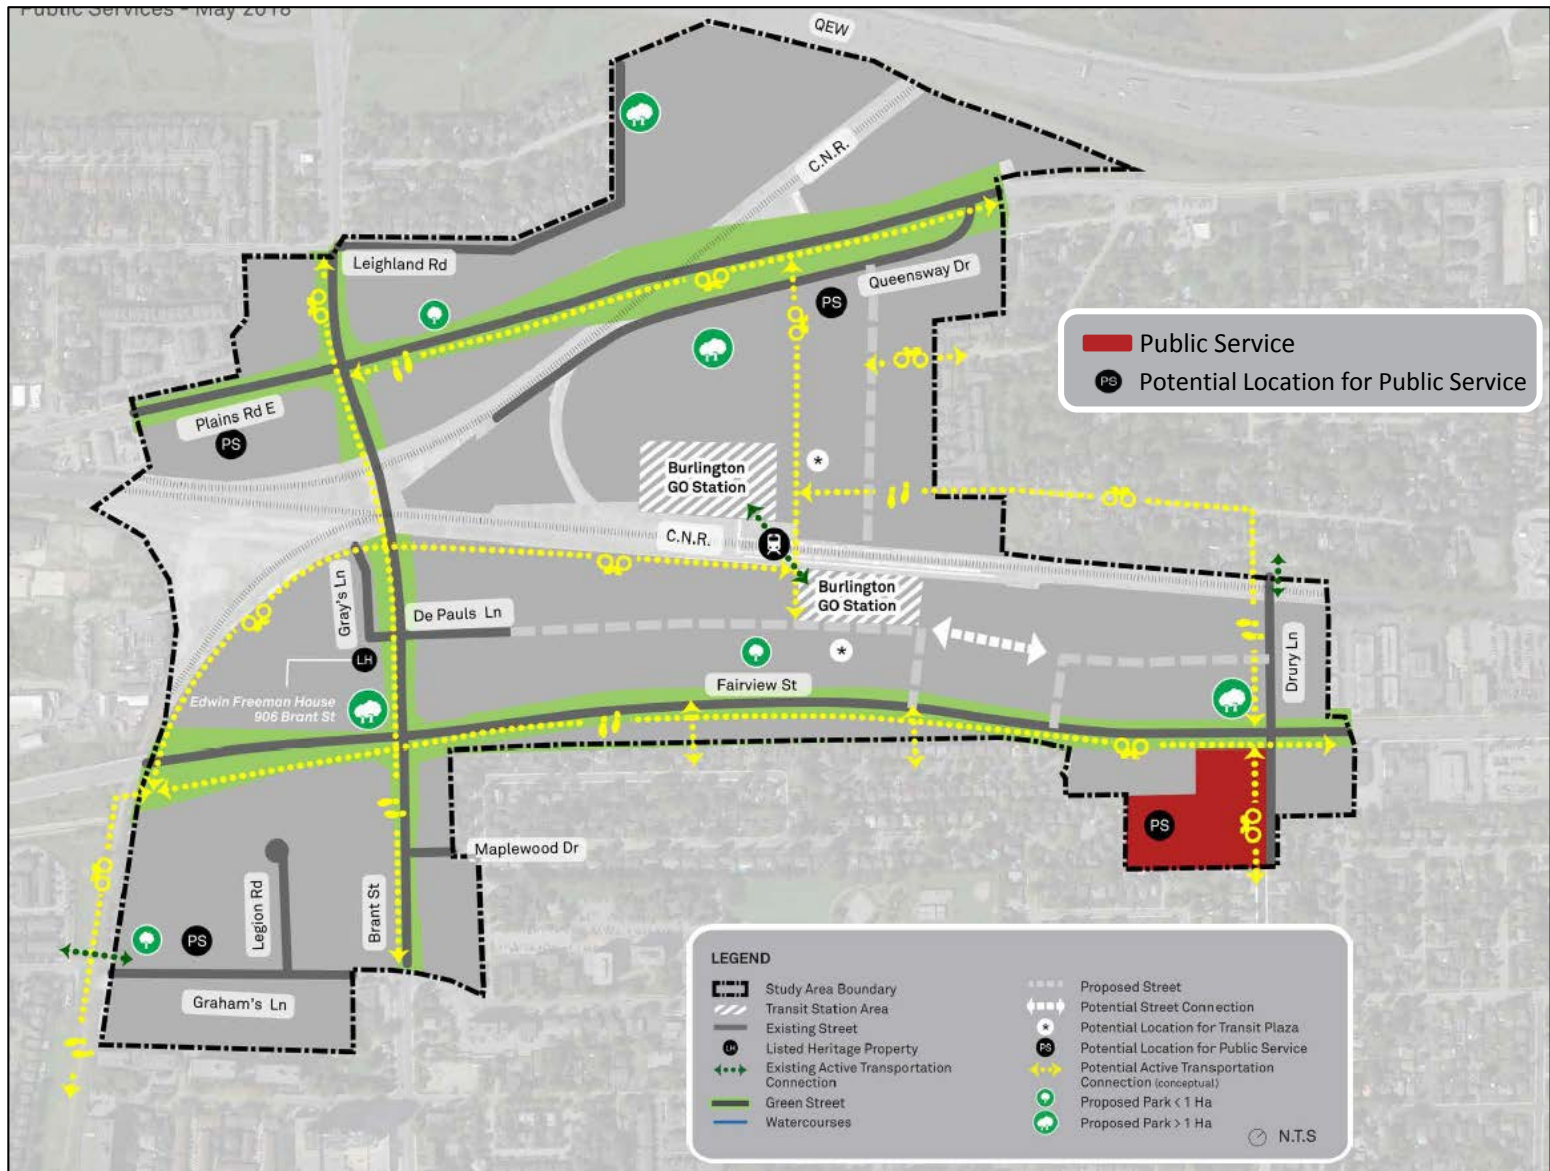 Public Services - May 2018
QEW
C.N.R.
Leighland Rd
Queensway Dr
PS
Public Service
PS Potential Location for Public Service
Plains Rd E
PS
Burlington
GO Station
*
C.N.R.
Gray's Ln
De Pauls Ln
Burlington
GO Station
LH
*
Drury Ln
Fairview St
Edwin Freeman House
906 Brant St
PS
Maplewood Dr
Legion Rd
Brant St
PS
Graham's Ln
LEGEND
Study Area Boundary
Transit Station Area
Existing Street
LH Listed Heritage Property
Existing Active Transportation
Connection
Green Street
Watercourses
Proposed Street
Potential Street Connection
* Potential Location for Transit Plaza
PS Potential Location for Public Service
Potential Active Transportation
Connection (conceptual)
Proposed Park < 1 Ha
Proposed Park > 1 Ha
N.T.S